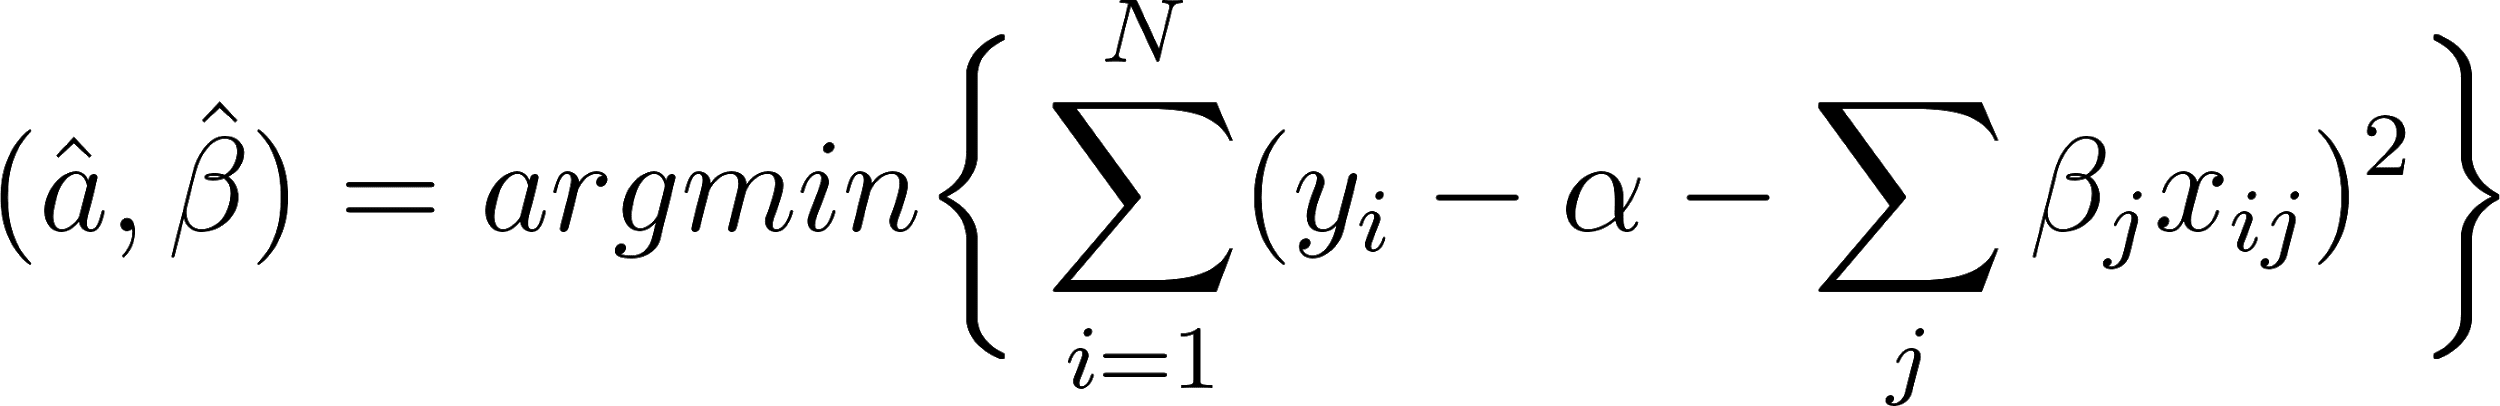 (\hat{a}, \hat{\beta}) = argmin \left\{ \sum_{i=1}^{N} (y_i - \alpha - \sum_{j} \beta_j x_{ij})^2 \right\}